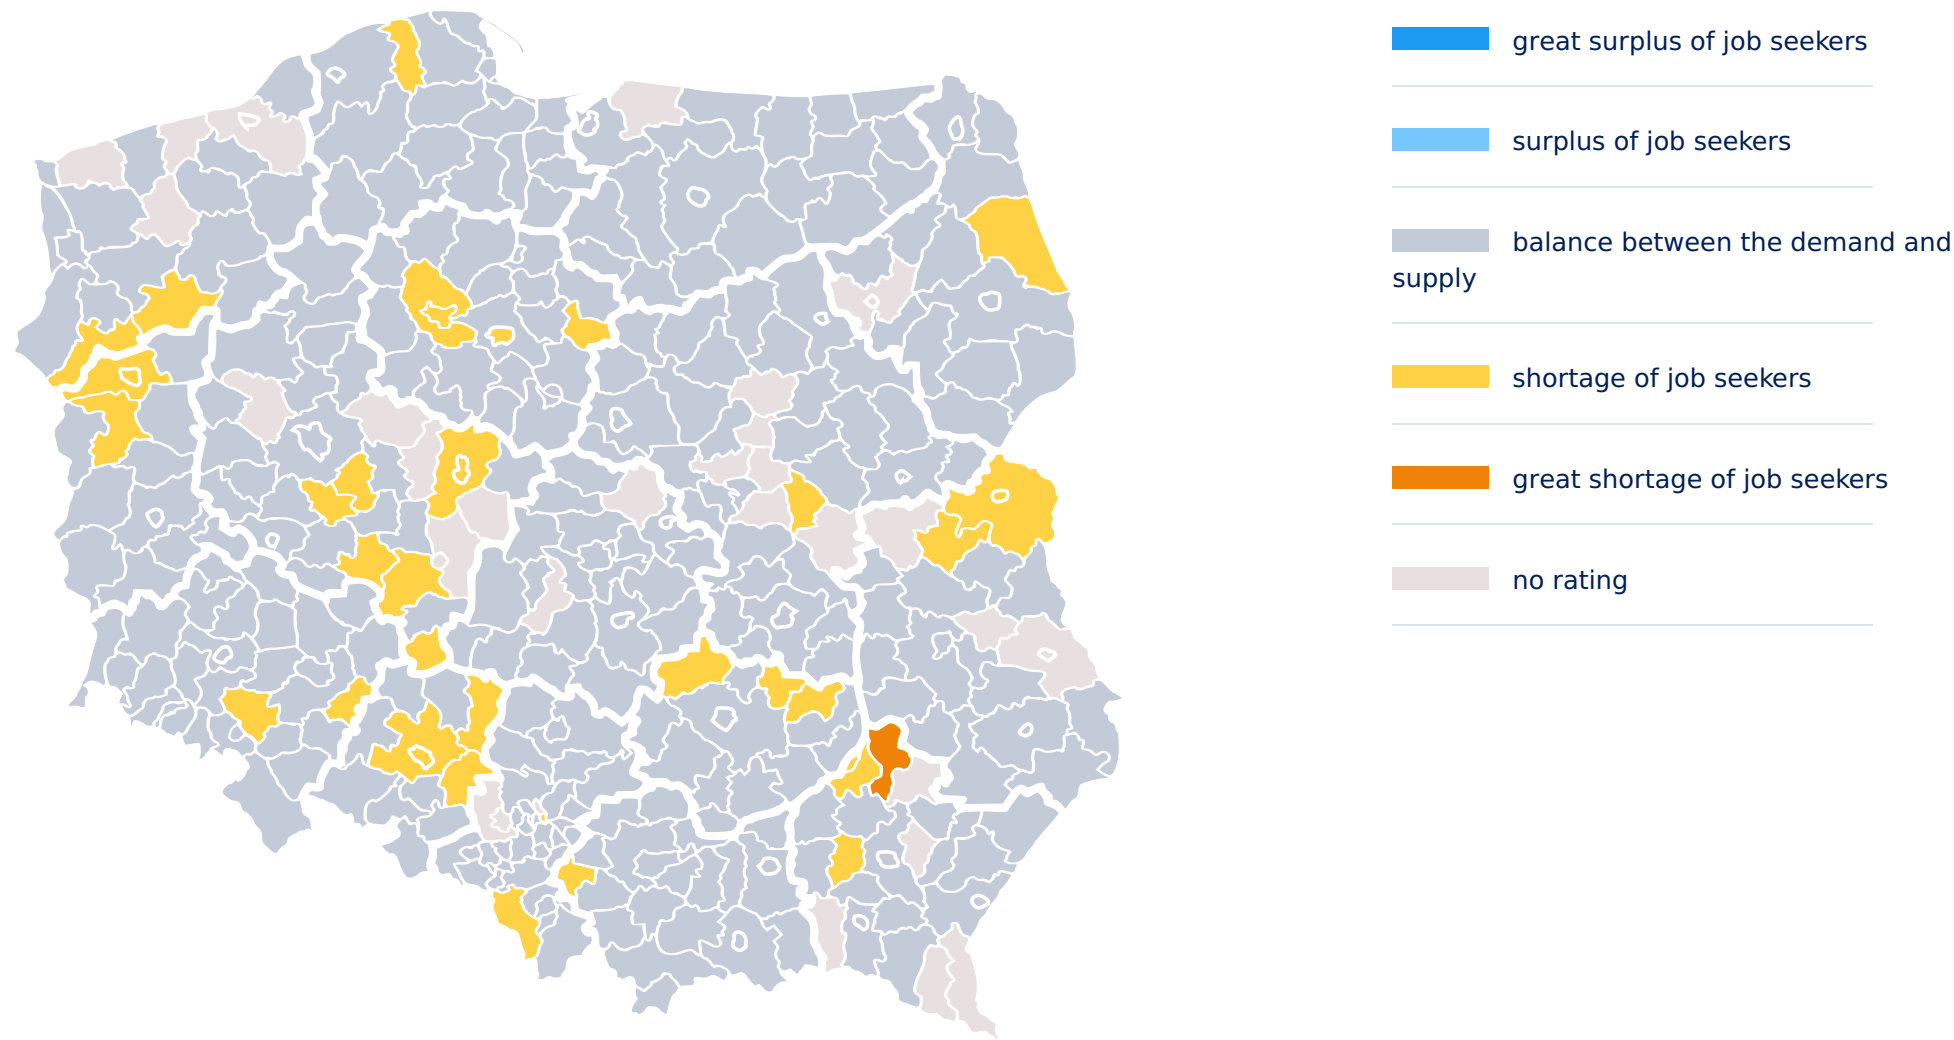 great surplus of job seekers
surplus of job seekers
balance between the demand and
supply
shortage of job seekers
great shortage of job seekers
no rating